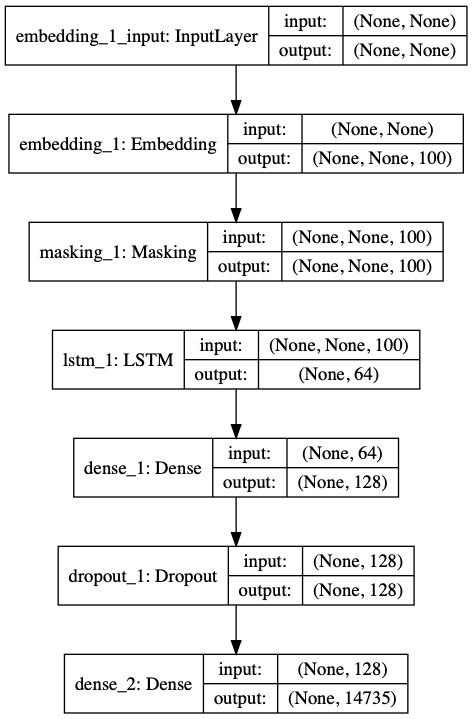 embedding_1_input: InputLayer
input: (None, None)
output: (None, None)
embedding_1: Embedding
input: (None, None)
output: (None, None, 100)
masking_1: Masking
input: (None, None, 100)
output: (None, None, 100)
lstm_1: LSTM
input: (None, None, 100)
output: (None, 64)
dense_1: Dense
input: (None, 64)
output: (None, 128)
dropout_1: Dropout
input: (None, 128)
output: (None, 128)
dense_2: Dense
input: (None, 128)
output: (None, 14735)